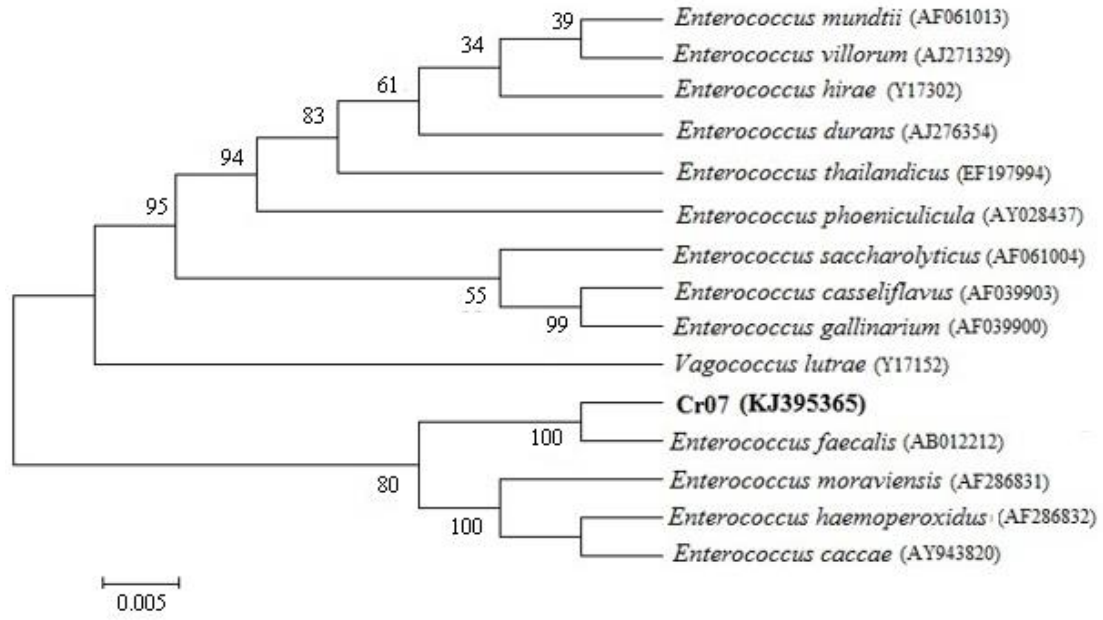 39
Enterococcus mundtii (AF061013)
34
Enterococcus villorum (AJ271329)
61
Enterococcus hirae (Y17302)
83
Enterococcus durans (AJ276354)
94
Enterococcus thailandicus (EF197994)
95
Enterococcus phoeniculicula (AY028437)
Enterococcus saccharolyticus (AF061004)
55
Enterococcus casseliflavus (AF039903)
99
Enterococcus gallinarium (AF039900)
Vagococcus lutrae (Y17152)
Cr07 (KJ395365)
100
Enterococcus faecalis (AB012212)
80
Enterococcus moraviensis (AF286831)
100
Enterococcus haemoperoxidus (AF286832)
Enterococcus caccae (AY943820)
0.005